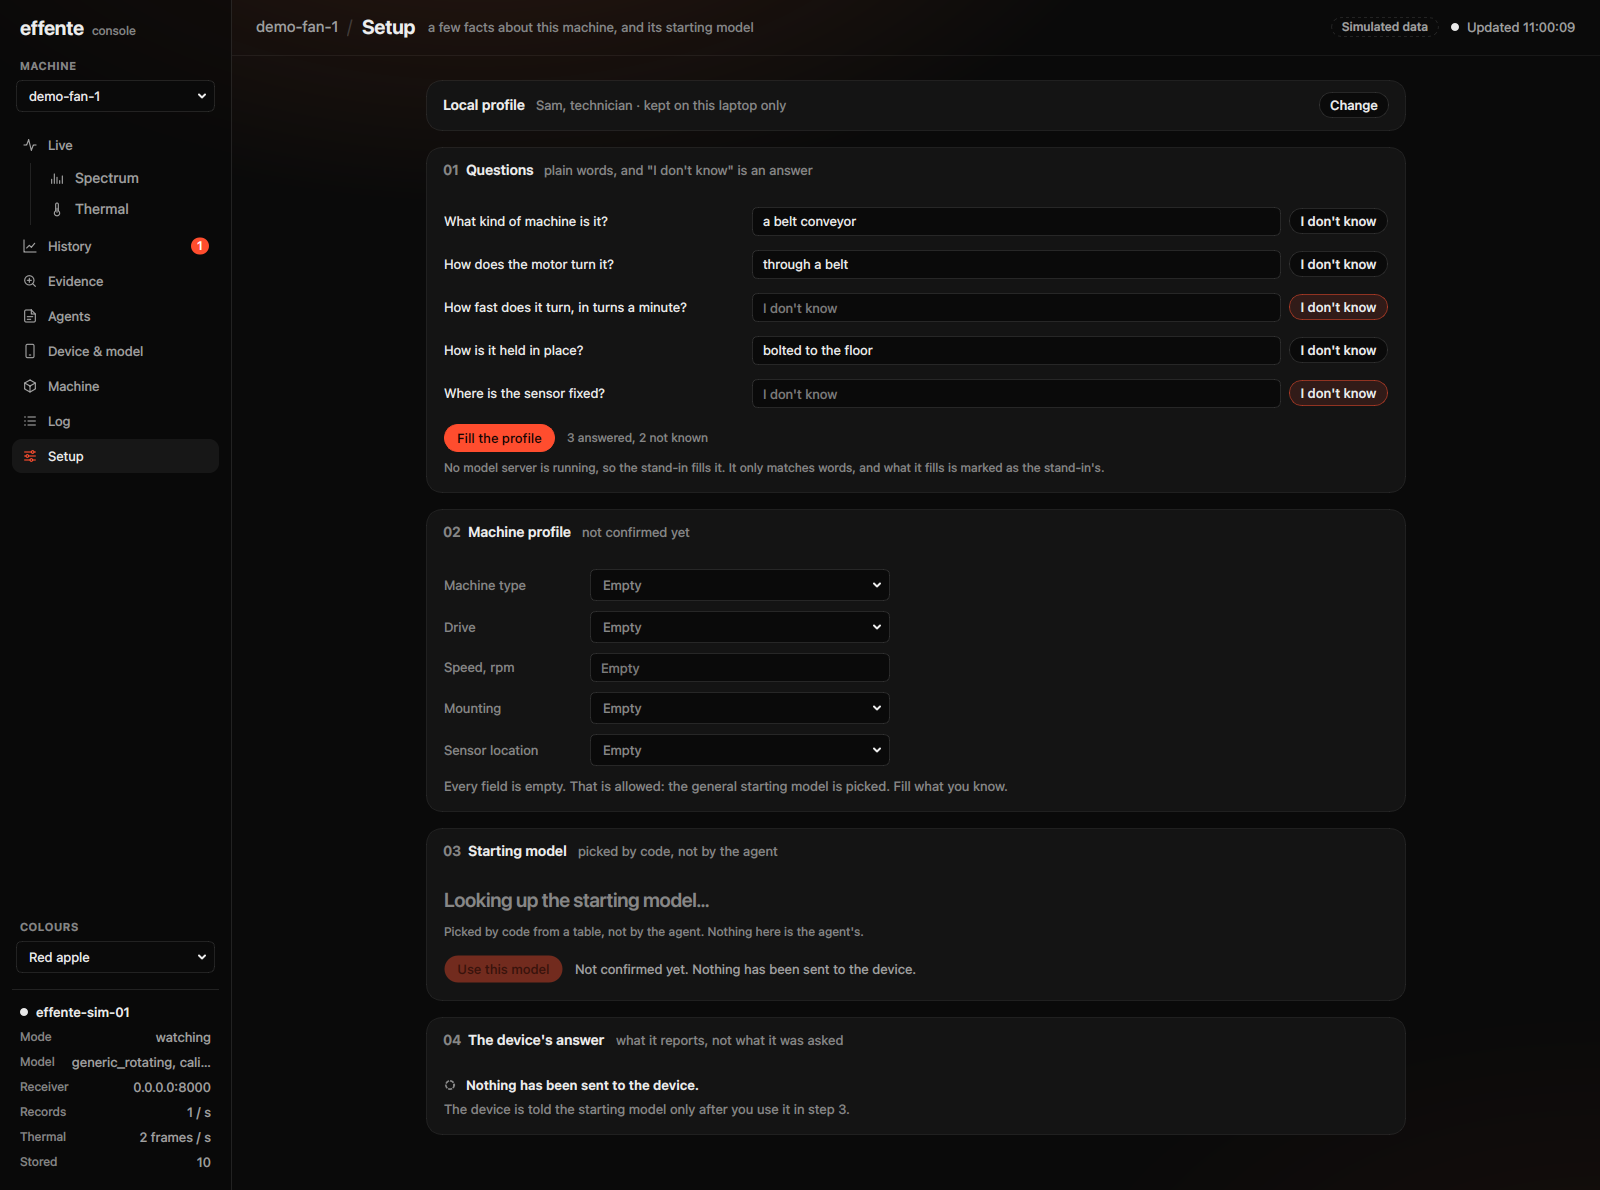 effente console
MACHINE
demo-fan-1
Live
Spectrum
Thermal
History 1
Evidence
Agents
Device & model
Machine
Log
Setup
COLOURS
Red apple
effente-sim-01
Mode watching
Model generic_rotating, cali...
Receiver 0.0.0.0:8000
Records 1 / s
Thermal 2 frames / s
Stored 10
demo-fan-1 / Setup a few facts about this machine, and its starting model
Simulated data Updated 11:00:09
Local profile Sam, technician · kept on this laptop only Change
01 Questions plain words, and "I don't know" is an answer
What kind of machine is it? a belt conveyor I don't know
How does the motor turn it? through a belt I don't know
How fast does it turn, in turns a minute? I don't know I don't know
How is it held in place? bolted to the floor I don't know
Where is the sensor fixed? I don't know I don't know
Fill the profile 3 answered, 2 not known
No model server is running, so the stand-in fills it. It only matches words, and what it fills is marked as the stand-in's.
02 Machine profile not confirmed yet
Machine type Empty
Drive Empty
Speed, rpm Empty
Mounting Empty
Sensor location Empty
Every field is empty. That is allowed: the general starting model is picked. Fill what you know.
03 Starting model picked by code, not by the agent
Looking up the starting model...
Picked by code from a table, not by the agent. Nothing here is the agent's.
Use this model Not confirmed yet. Nothing has been sent to the device.
04 The device's answer what it reports, not what it was asked
Nothing has been sent to the device.
The device is told the starting model only after you use it in step 3.